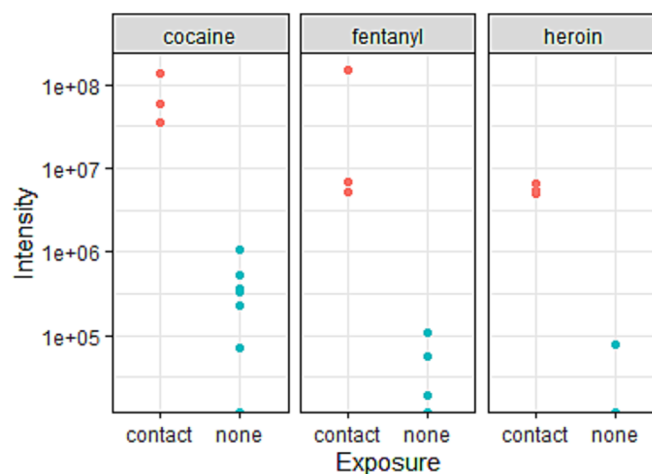 cocaine fentanyl heroin
1e+08
1e+07
1e+06
1e+05
Intensity
contact none contact none contact none
Exposure